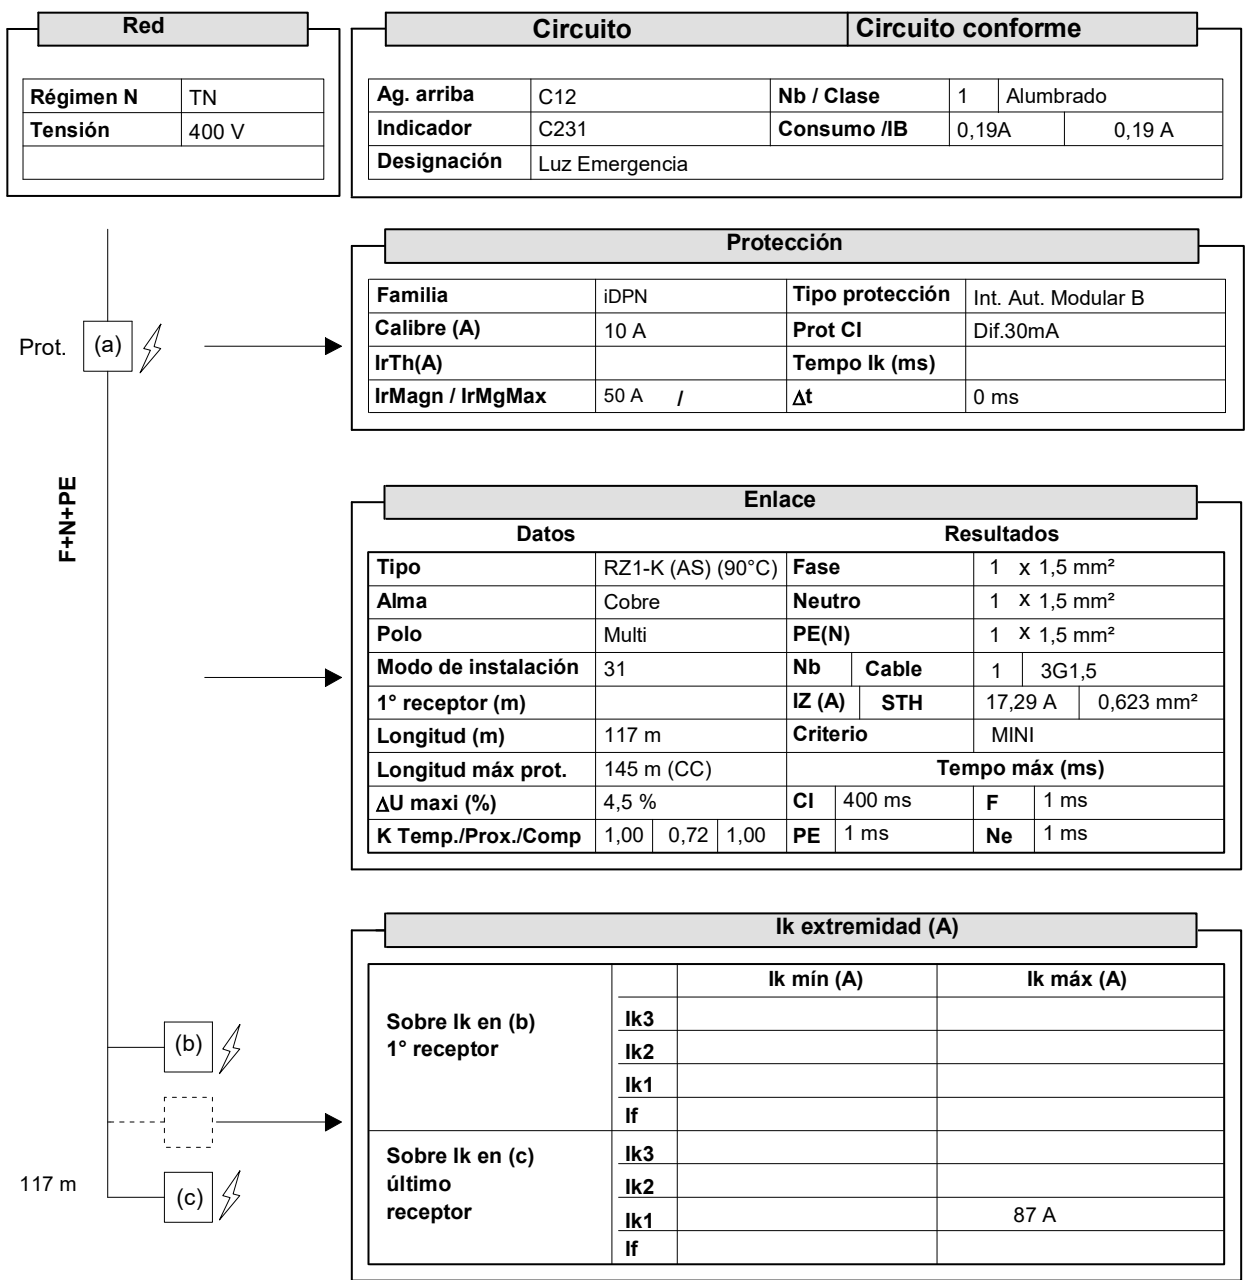 Red
Régimen N TN
Tensión 400 V
Circuito Circuito conforme
Ag. arriba C12 Nb / Clase 1 Alumbrado
Indicador C231 Consumo /IB 0,19A 0,19 A
Designación Luz Emergencia
Protección
Familia iDPN Tipo protección Int. Aut. Modular B
Calibre (A) 10 A Prot CI Dif.30mA
IrTh(A) Tempo Ik (ms)
IrMagn / IrMgMax 50 A / Δt 0 ms
Prot. (a)
F+N+PE
Enlace
Datos Resultados
Tipo RZ1-K (AS) (90°C) Fase 1 x 1,5 mm²
Alma Cobre Neutro 1 x 1,5 mm²
Polo Multi PE(N) 1 x 1,5 mm²
Modo de instalación 31 Nb Cable 1 3G1,5
1° receptor (m) IZ (A) STH 17,29 A 0,623 mm²
Longitud (m) 117 m Criterio MINI
Longitud máx prot. 145 m (CC) Tempo máx (ms)
ΔU maxi (%) 4,5 % CI 400 ms F 1 ms
K Temp./Prox./Comp 1,00 0,72 1,00 PE 1 ms Ne 1 ms
Ik extremidad (A)
Ik mín (A) Ik máx (A)
Sobre Ik en (b)
1° receptor
Ik3
Ik2
Ik1
If
Sobre Ik en (c)
último
receptor
Ik3
Ik2
Ik1 87 A
If
(b)
117 m (c)